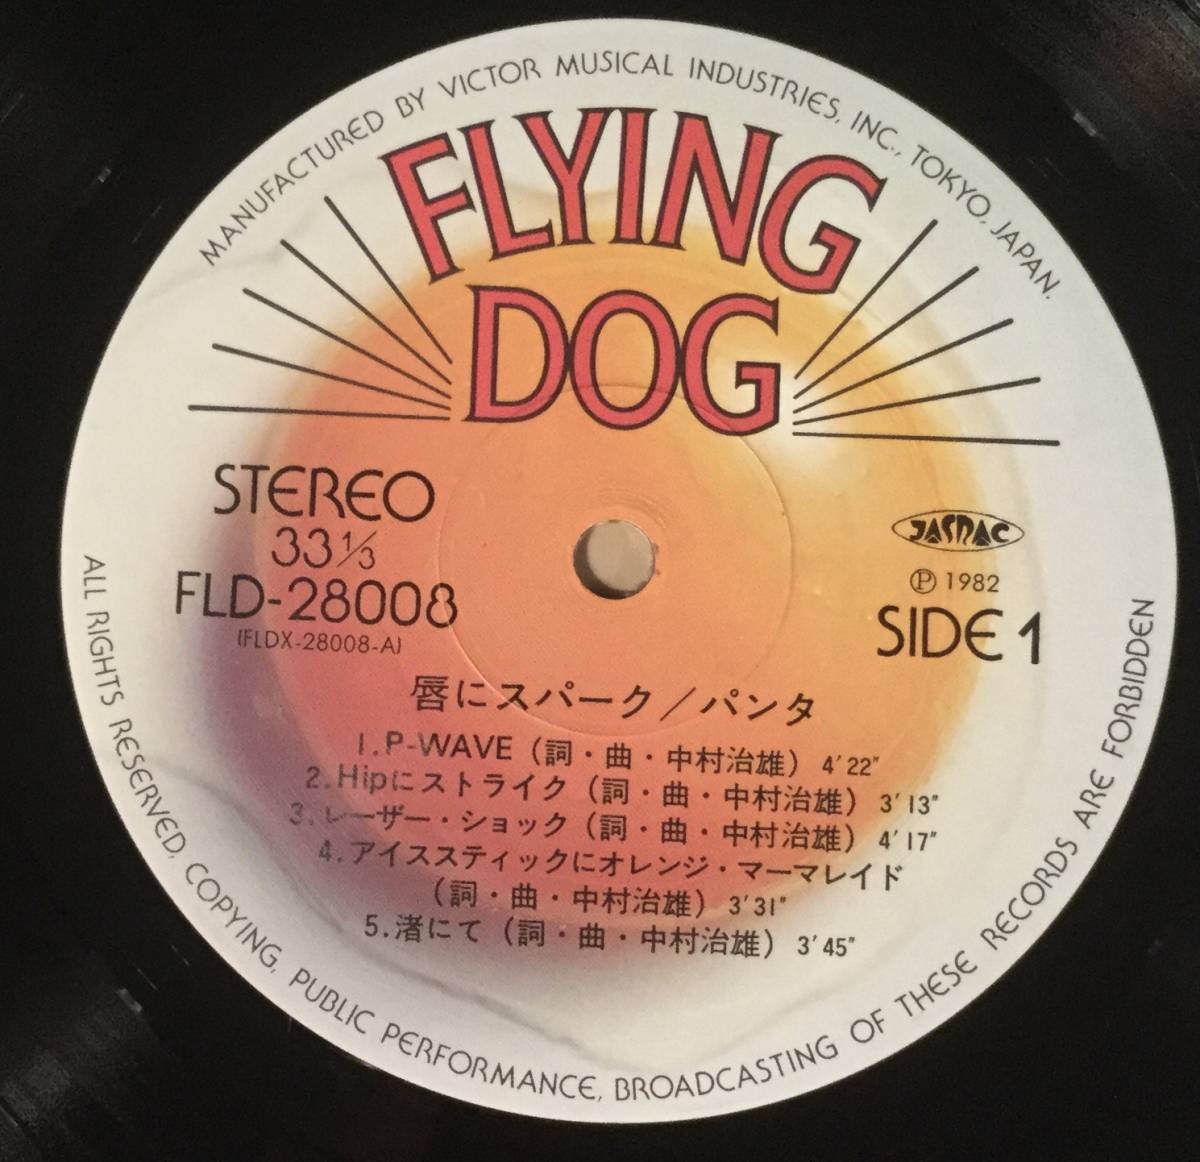 MANUFACTURED BY VICTOR MUSICAL INDUSTRIES, INC., TOKYO, JAPAN.
FLYING
DOG
STEREO
33 1/3
FLD-28008
(FLDX-28008-A)
JASRAC
Ⓟ 1982
SIDE 1
唇にスパーク/パンタ
1.P-WAVE (詞・曲・中村治雄) 4'22"
2.Hipにストライク (詞・曲・中村治雄) 3'13"
3.レーザー・ショック (詞・曲・中村治雄) 4'17"
4.アイススティックにオレンジ・マーマレイド
(詞・曲・中村治雄) 3'31"
5.渚にて (詞・曲・中村治雄) 3'45"
ALL RIGHTS RESERVED, COPYING, PUBLIC PERFORMANCE, BROADCASTING OF THESE RECORDS ARE FORBIDDEN